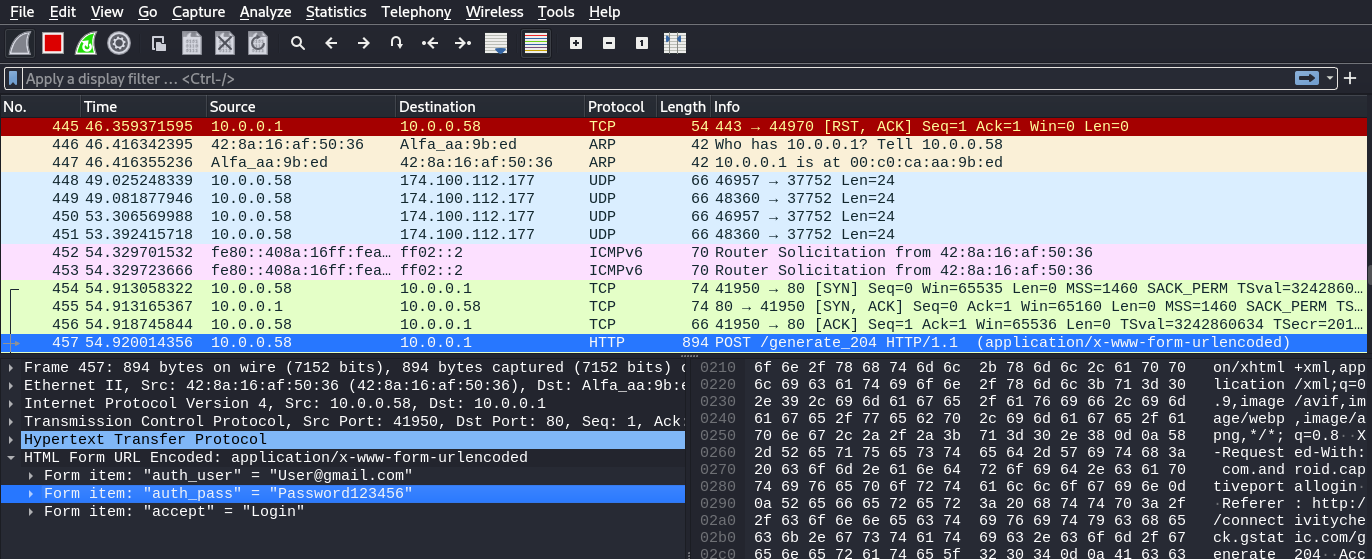 File Edit View Go Capture Analyze Statistics Telephony Wireless Tools Help
Apply a display filter … <Ctrl-/>
No. Time Source Destination Protocol Length Info
445 46.359371595 10.0.0.1 10.0.0.58 TCP 54 443 → 44970 [RST, ACK] Seq=1 Ack=1 Win=0 Len=0
446 46.416342395 42:8a:16:af:50:36 Alfa_aa:9b:ed ARP 42 Who has 10.0.0.1? Tell 10.0.0.58
447 46.416355236 Alfa_aa:9b:ed 42:8a:16:af:50:36 ARP 42 10.0.0.1 is at 00:c0:ca:aa:9b:ed
448 49.025248339 10.0.0.58 174.100.112.177 UDP 66 46957 → 37752 Len=24
449 49.081877946 10.0.0.58 174.100.112.177 UDP 66 48360 → 37752 Len=24
450 53.306569988 10.0.0.58 174.100.112.177 UDP 66 46957 → 37752 Len=24
451 53.392415718 10.0.0.58 174.100.112.177 UDP 66 48360 → 37752 Len=24
452 54.329701532 fe80::408a:16ff:fea… ff02::2 ICMPv6 70 Router Solicitation from 42:8a:16:af:50:36
453 54.329723666 fe80::408a:16ff:fea… ff02::2 ICMPv6 70 Router Solicitation from 42:8a:16:af:50:36
454 54.913058322 10.0.0.58 10.0.0.1 TCP 74 41950 → 80 [SYN] Seq=0 Win=65535 Len=0 MSS=1460 SACK_PERM TSval=3242860…
455 54.913165367 10.0.0.1 10.0.0.58 TCP 74 80 → 41950 [SYN, ACK] Seq=0 Ack=1 Win=65160 Len=0 MSS=1460 SACK_PERM TS…
456 54.918745844 10.0.0.58 10.0.0.1 TCP 66 41950 → 80 [ACK] Seq=1 Ack=1 Win=65536 Len=0 TSval=3242860634 TSecr=201…
457 54.920014356 10.0.0.58 10.0.0.1 HTTP 894 POST /generate_204 HTTP/1.1 (application/x-www-form-urlencoded)
Frame 457: 894 bytes on wire (7152 bits), 894 bytes captured (7152 bits) o
Ethernet II, Src: 42:8a:16:af:50:36 (42:8a:16:af:50:36), Dst: Alfa_aa:9b:e
Internet Protocol Version 4, Src: 10.0.0.58, Dst: 10.0.0.1
Transmission Control Protocol, Src Port: 41950, Dst Port: 80, Seq: 1, Ack:
Hypertext Transfer Protocol
HTML Form URL Encoded: application/x-www-form-urlencoded
Form item: "auth_user" = "User@gmail.com"
Form item: "auth_pass" = "Password123456"
Form item: "accept" = "Login"
0210 6f 6e 2f 78 68 74 6d 6c 2b 78 6d 6c 2c 61 70 70 on/xhtml +xml,app
0220 6c 69 63 61 74 69 6f 6e 2f 78 6d 6c 3b 71 3d 30 lication /xml;q=0
0230 2e 39 2c 69 6d 61 67 65 2f 61 76 69 66 2c 69 6d .9,image /avif,im
0240 61 67 65 2f 77 65 62 70 2c 69 6d 61 67 65 2f 61 age/webp ,image/a
0250 70 6e 67 2c 2a 2f 2a 3b 71 3d 30 2e 38 0d 0a 58 png,*/*; q=0.8··X
0260 2d 52 65 71 75 65 73 74 65 64 2d 57 69 74 68 3a -Request ed-With:
0270 20 63 6f 6d 2e 61 6e 64 72 6f 69 64 2e 63 61 70 com.and roid.cap
0280 74 69 76 65 70 6f 72 74 61 6c 6c 6f 67 69 6e 0d tiveport allogin·
0290 0a 52 65 66 65 72 65 72 3a 20 68 74 74 70 3a 2f ·Referer : http:/
02a0 2f 63 6f 6e 6e 65 63 74 69 76 69 74 79 63 68 65 /connect ivityche
02b0 63 6b 2e 67 73 74 61 74 69 63 2e 63 6f 6d 2f 67 ck.gstat ic.com/g
02c0 65 6e 65 72 61 74 65 5f 32 30 34 0d 0a 41 63 63 enerate_ 204··Acc